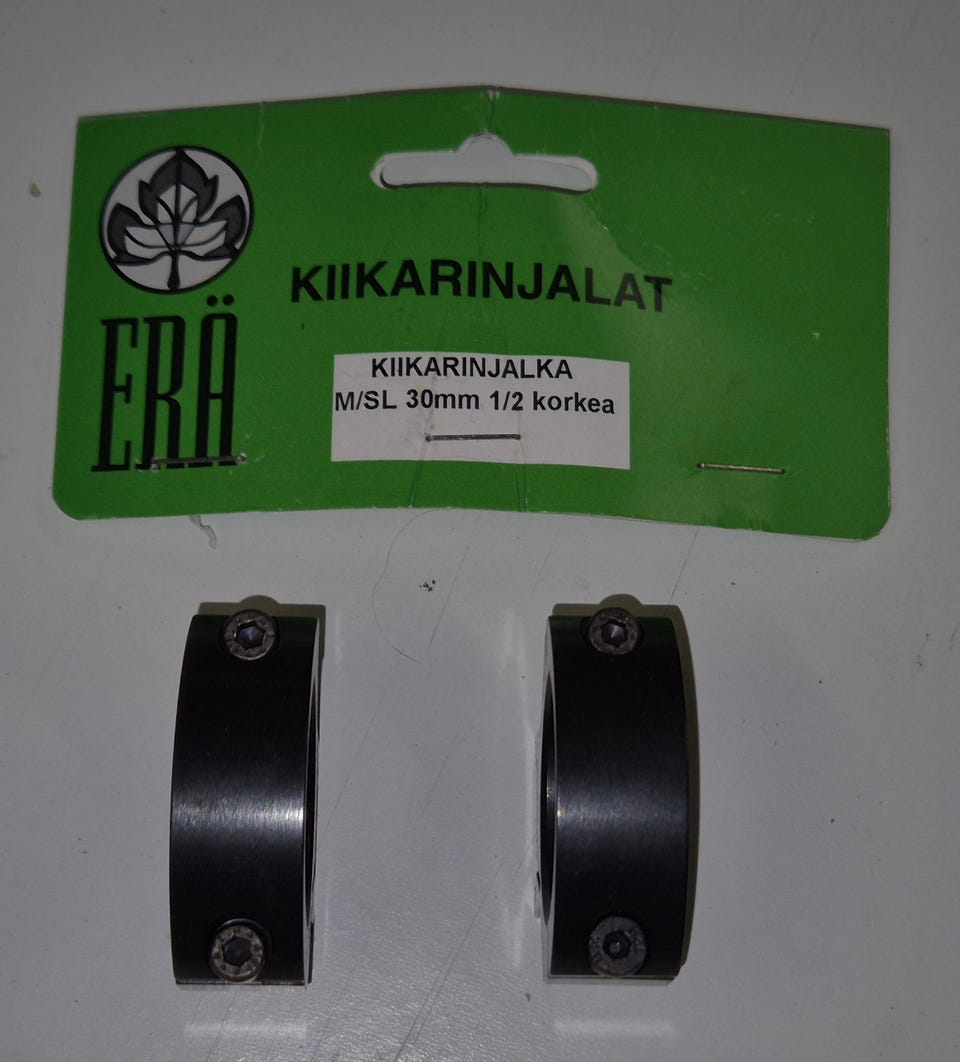 KIIKARINJALAT
ERÄ
KIIKARINJALKA
M/SL 30mm 1/2 korkea